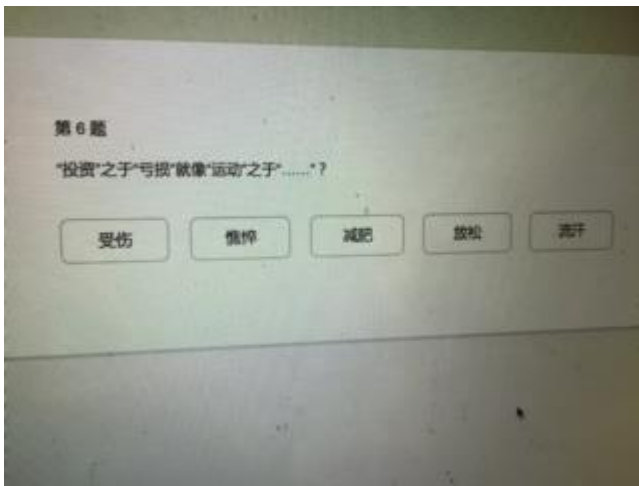 第 6 题
"投资"之于"亏损"就像"运动"之于"......"？
受伤 憔悴 减肥 放松 流汗